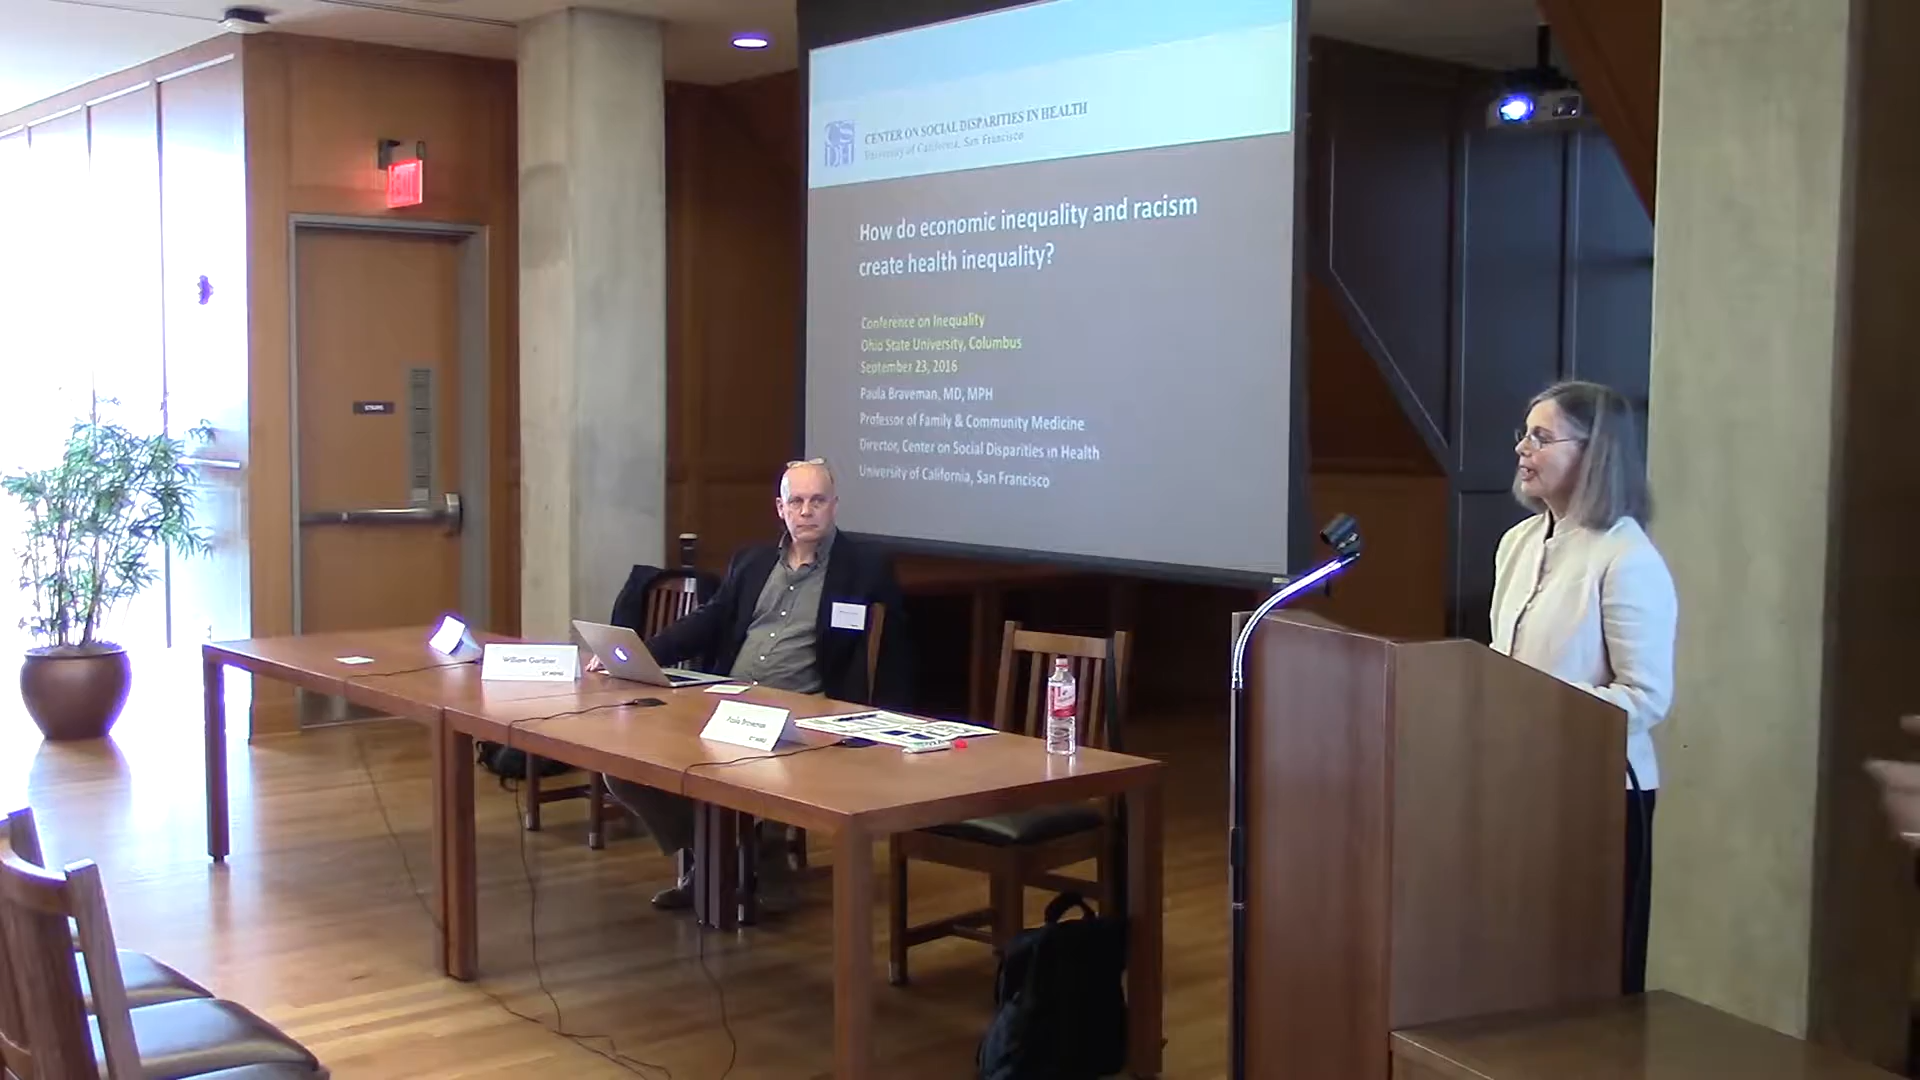 EXIT
CSDH
CENTER ON SOCIAL DISPARITIES IN HEALTH
University of California, San Francisco
How do economic inequality and racism
create health inequality?
Conference on Inequality
Ohio State University, Columbus
September 23, 2016
Paula Braveman, MD, MPH
Professor of Family & Community Medicine
Director, Center on Social Disparities in Health
University of California, San Francisco
STAIRS
William Gardner
Paula Braveman